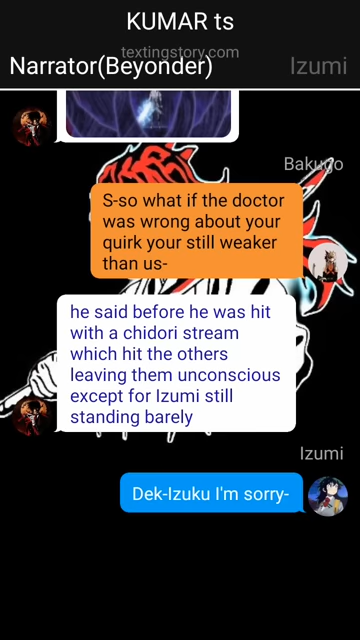 KUMAR ts
textingstory.com
Narrator(Beyonder) Izumi
Bakugo
S-so what if the doctor
was wrong about your
quirk your still weaker
than us-
he said before he was hit
with a chidori stream
which hit the others
leaving them unconscious
except for Izumi still
standing barely
Izumi
Dek-Izuku I'm sorry-